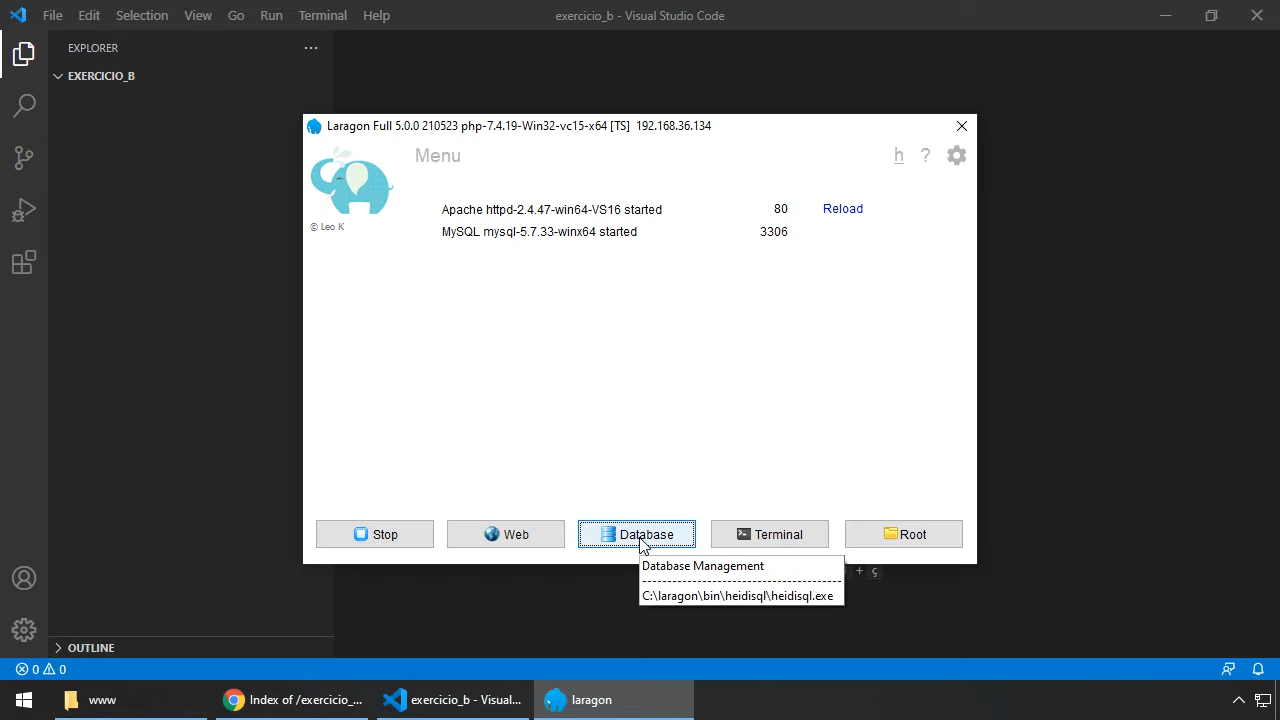 File Edit Selection View Go Run Terminal Help
exercicio_b - Visual Studio Code
EXPLORER
EXERCICIO_B
Laragon Full 5.0.0 210523 php-7.4.19-Win32-vc15-x64 [TS] 192.168.36.134
Menu
h ?
© Leo K
Apache httpd-2.4.47-win64-VS16 started 80 Reload
MySQL mysql-5.7.33-winx64 started 3306
Stop
Web
Database
Terminal
Root
Database Management
C:\laragon\bin\heidisql\heidisql.exe
+ ç
OUTLINE
0 0
www
Index of /exercicio_...
exercicio_b - Visual...
laragon